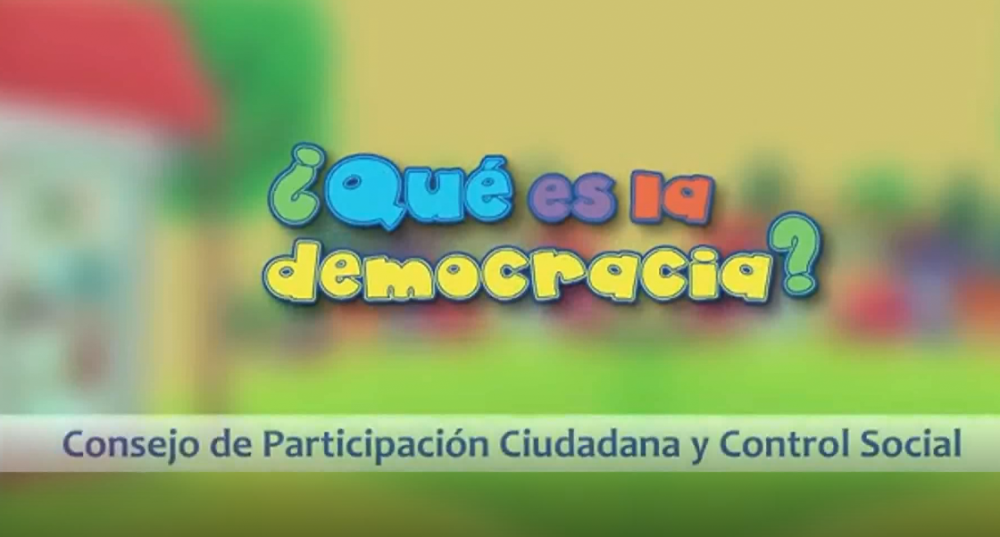 ¿Qué es la
democracia?
Consejo de Participación Ciudadana y Control Social